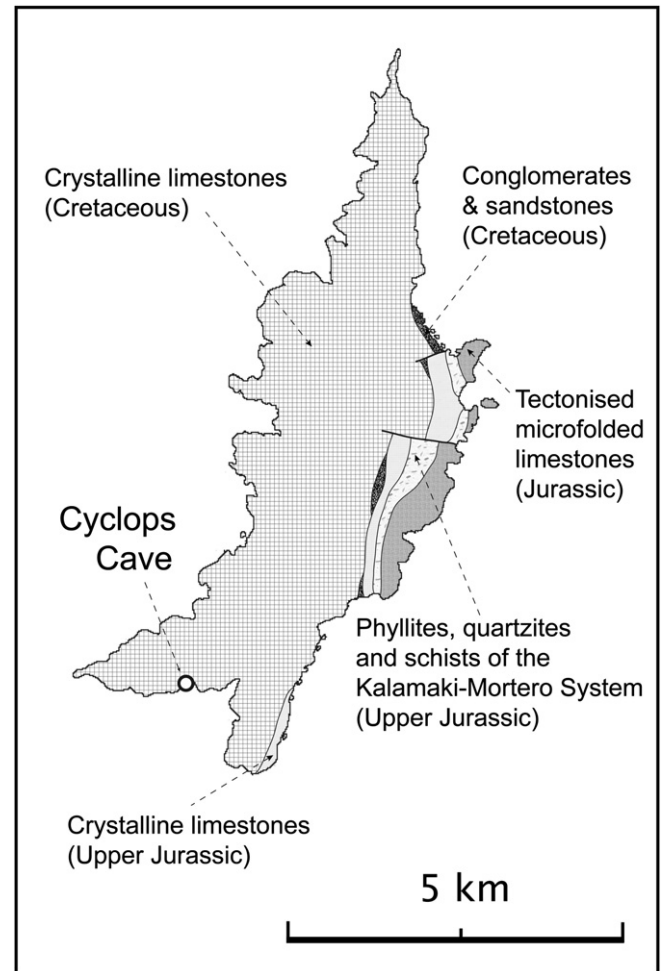 Crystalline limestones
(Cretaceous)
Conglomerates
& sandstones
(Cretaceous)
Tectonised
microfolded
limestones
(Jurassic)
Cyclops
Cave
Phyllites, quartzites
and schists of the
Kalamaki-Mortero System
(Upper Jurassic)
Crystalline limestones
(Upper Jurassic)
5 km